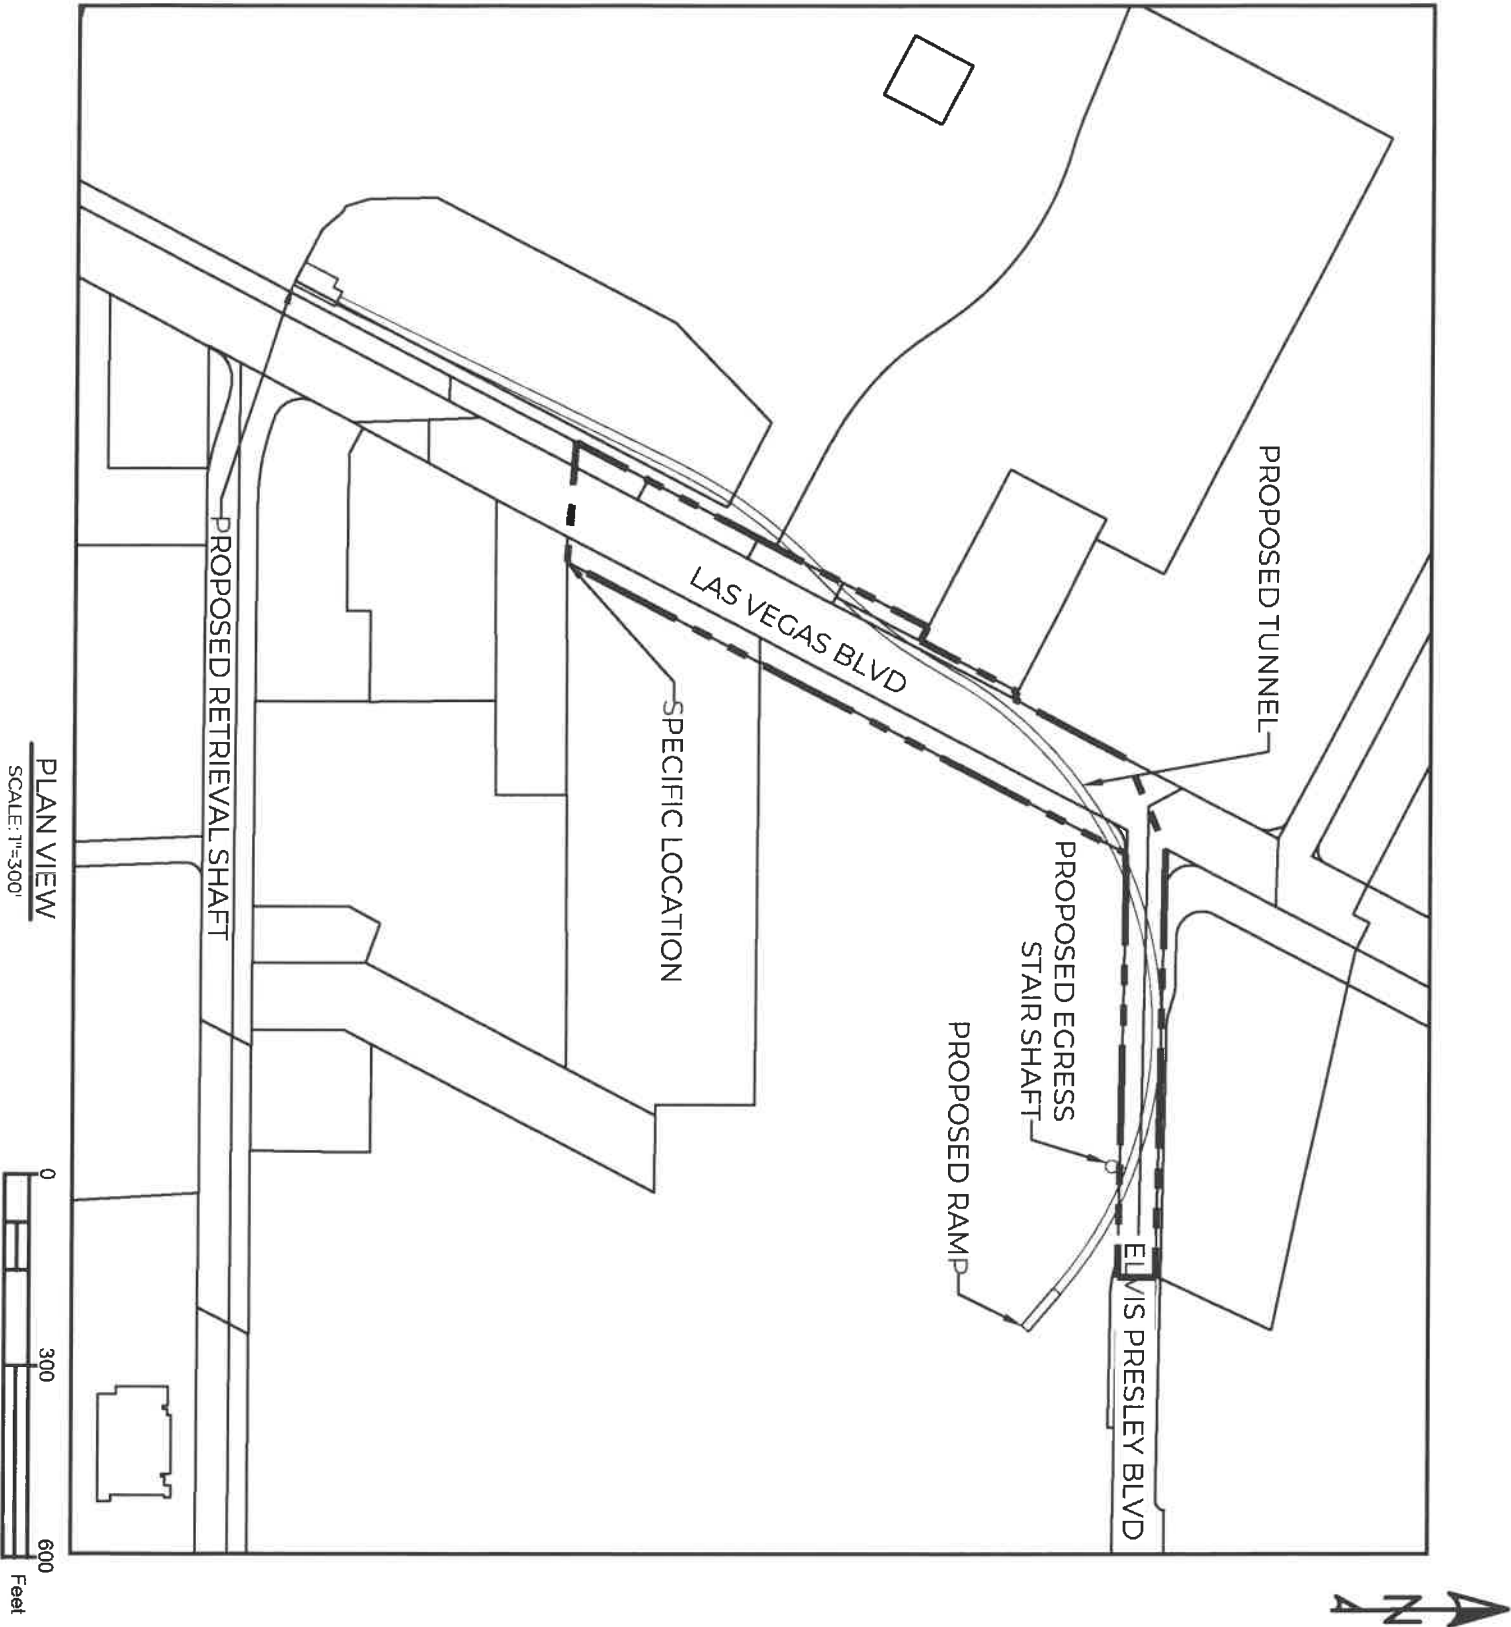 PROPOSED TUNNEL
PROPOSED EGRESS
STAIR SHAFT
PROPOSED RAMP
ELVIS PRESLEY BLVD
LAS VEGAS BLVD
SPECIFIC LOCATION
PROPOSED RETRIEVAL SHAFT
PLAN VIEW
SCALE: 1"=300'
0 300 600 Feet
N